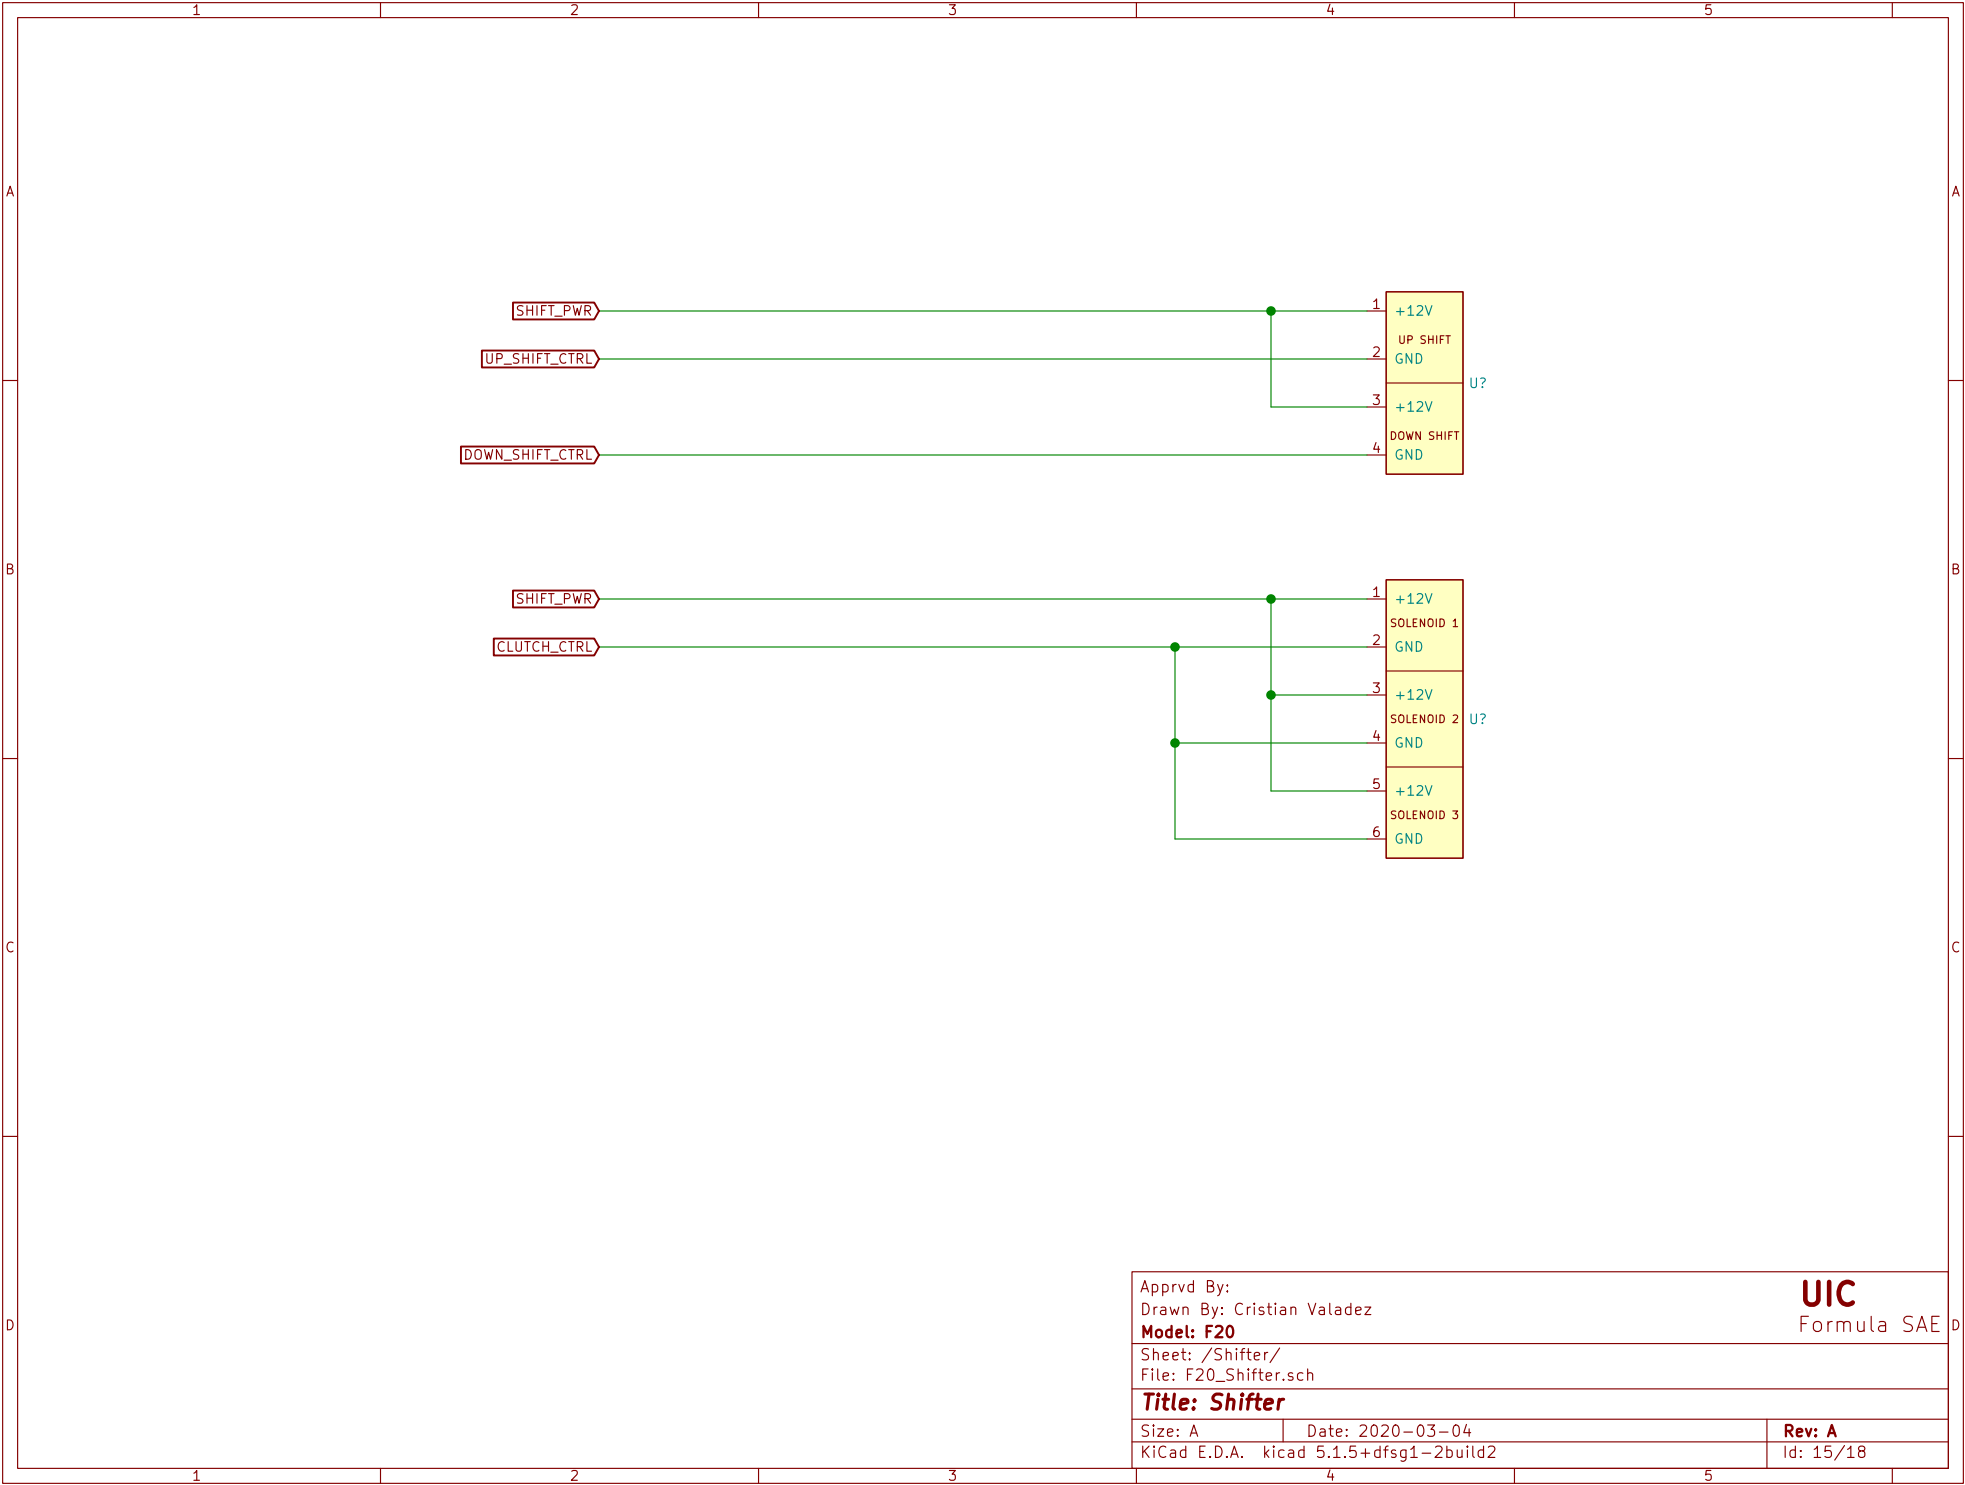 1 2 3 4 5
A A
SHIFT_PWR 1 +12V
UP SHIFT
UP_SHIFT_CTRL 2 GND
U?
3 +12V
DOWN SHIFT
DOWN_SHIFT_CTRL 4 GND
B B
SHIFT_PWR 1 +12V
SOLENOID 1
CLUTCH_CTRL 2 GND
3 +12V
SOLENOID 2 U?
4 GND
5 +12V
SOLENOID 3
6 GND
C C
Apprvd By:
UIC
Drawn By: Cristian Valadez
Formula SAE
D D
Model: F20
Sheet: /Shifter/
File: F20_Shifter.sch
Title: Shifter
Size: A Date: 2020-03-04 Rev: A
KiCad E.D.A. kicad 5.1.5+dfsg1-2build2 Id: 15/18
1 2 3 4 5